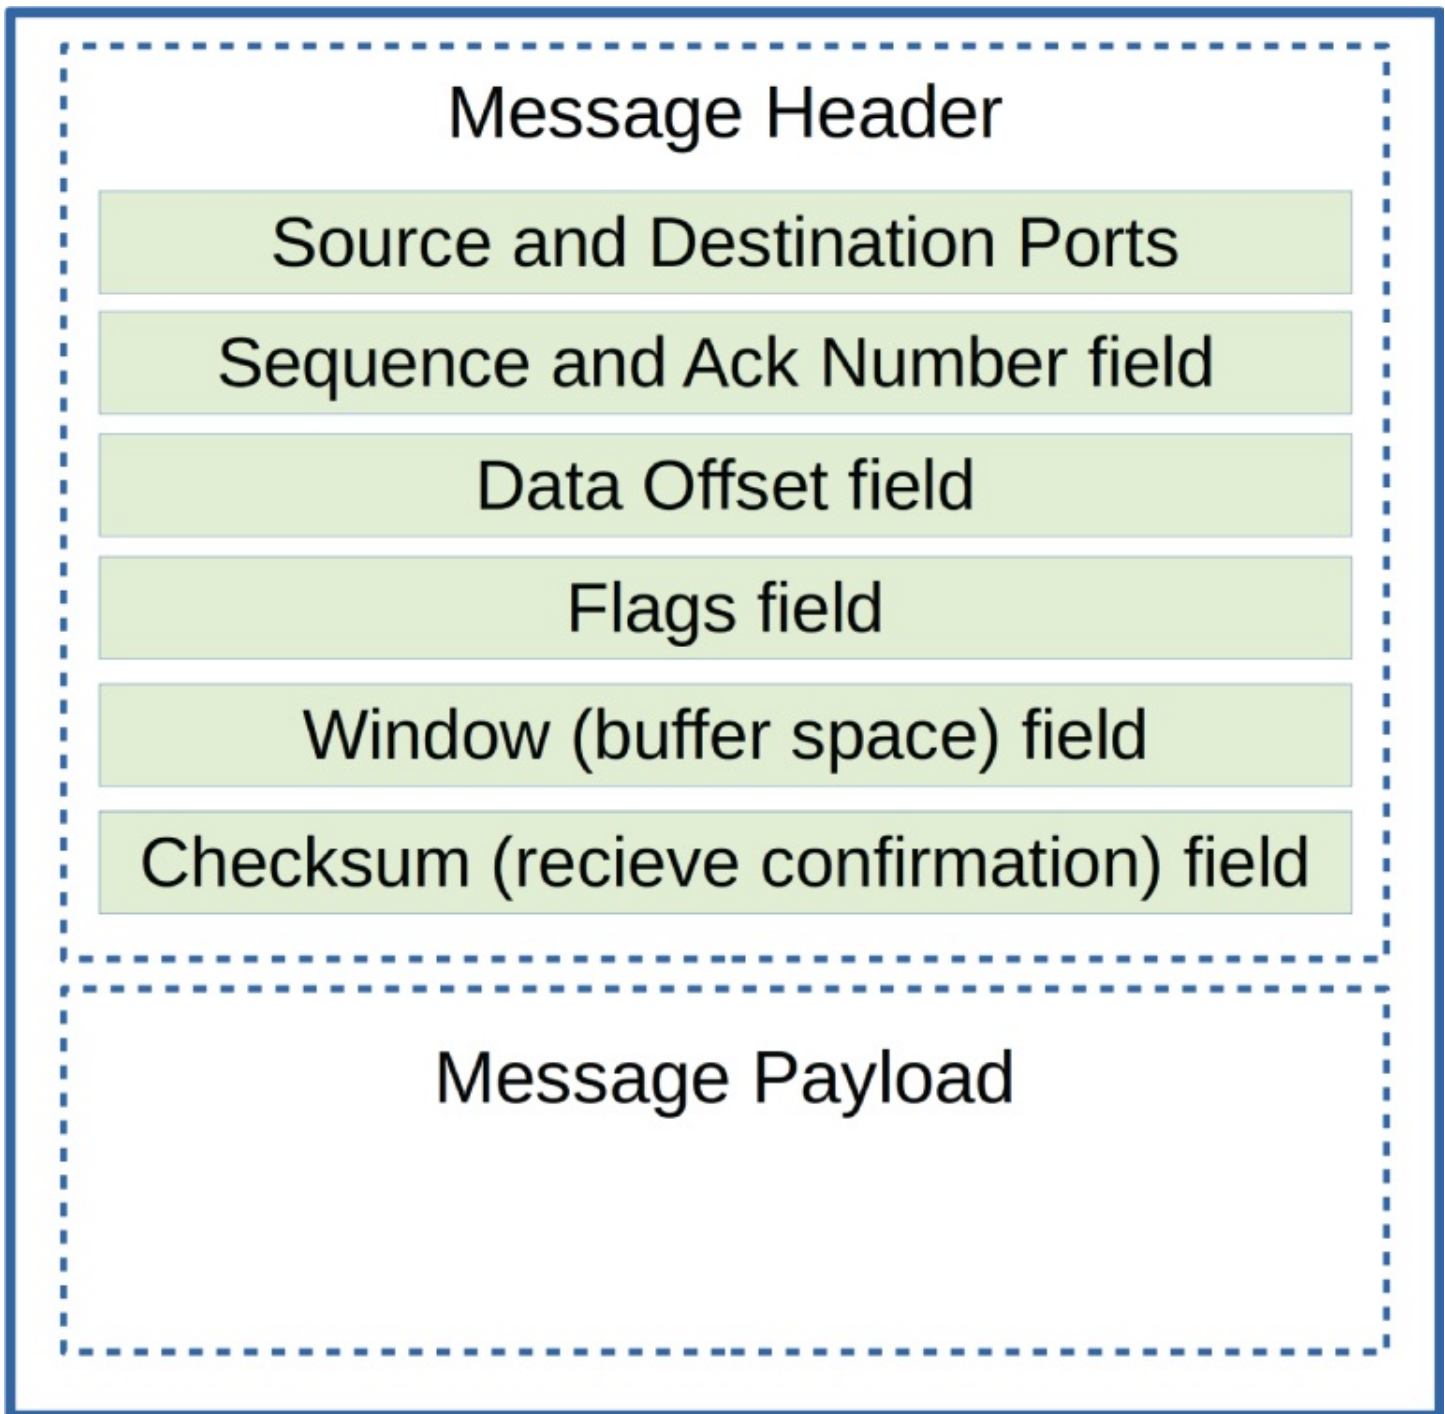 Message Header
Source and Destination Ports
Sequence and Ack Number field
Data Offset field
Flags field
Window (buffer space) field
Checksum (recieve confirmation) field
Message Payload